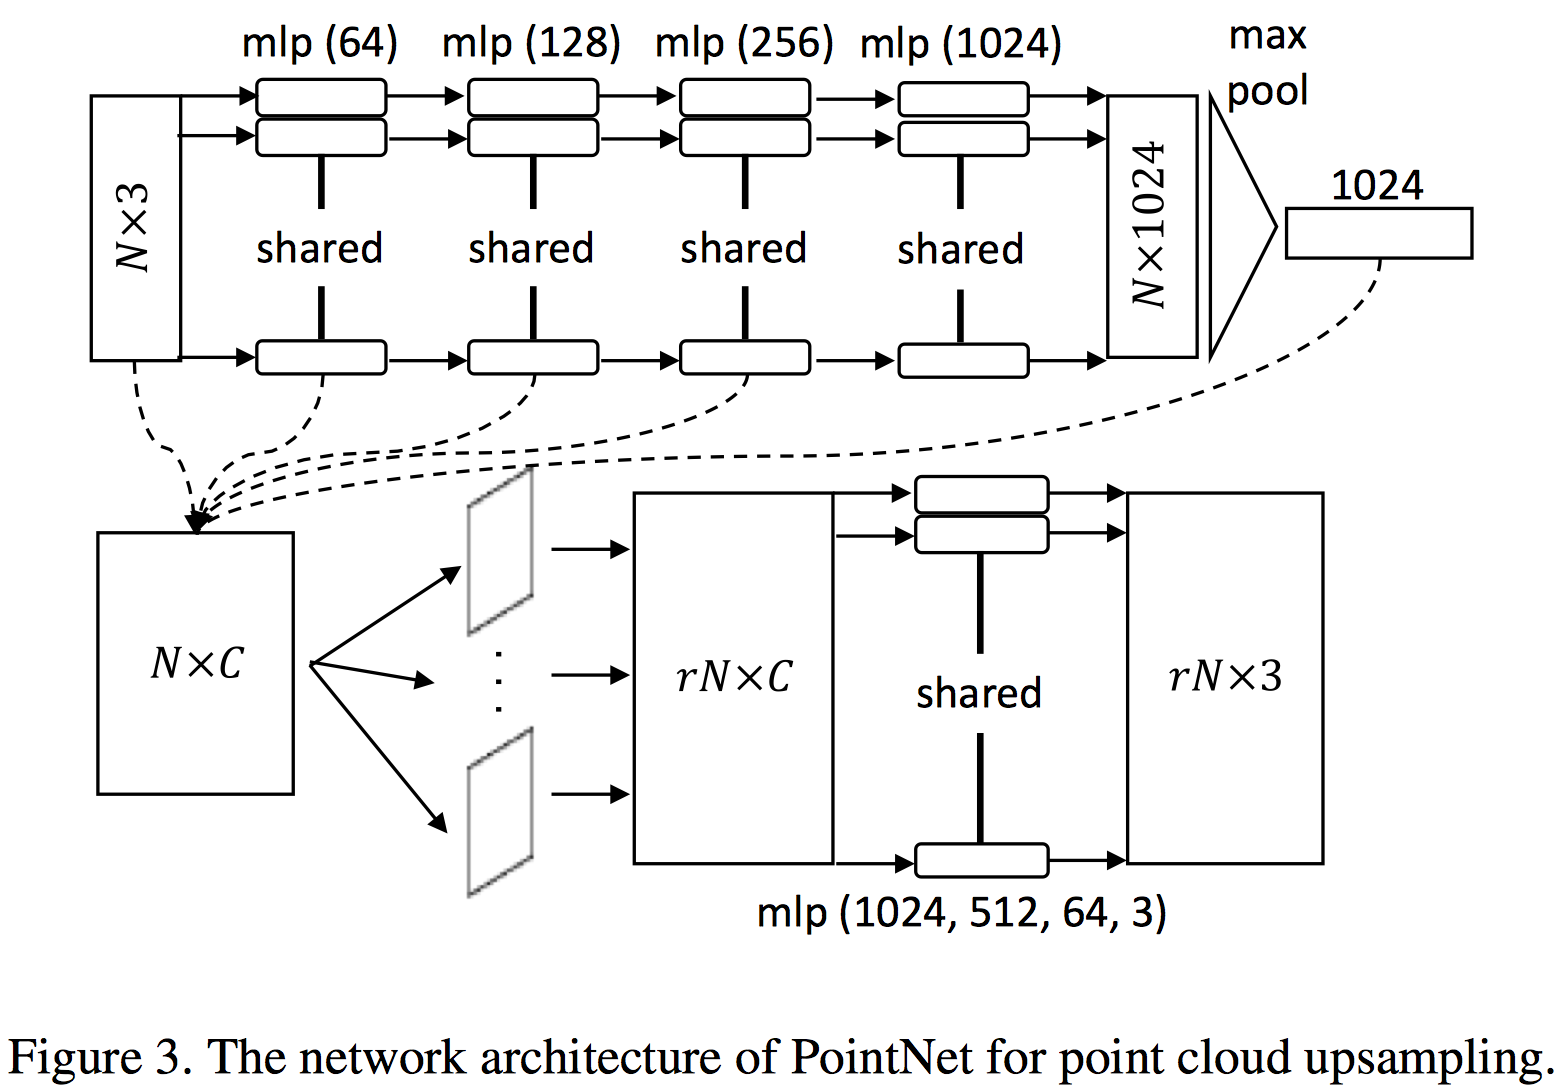 mlp (64) mlp (128) mlp (256) mlp (1024) max
pool
N×3
shared shared shared shared
N×1024
1024
N×C
⋮
rN×C
shared
rN×3
mlp (1024, 512, 64, 3)
Figure 3. The network architecture of PointNet for point cloud upsampling.